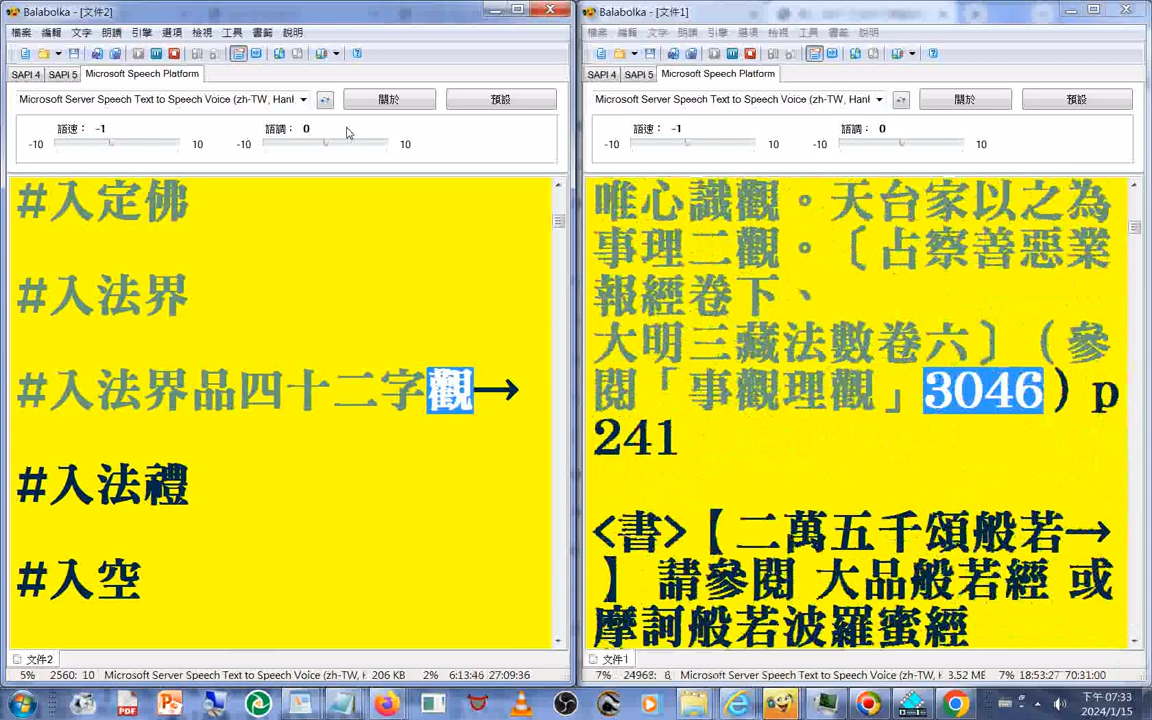 Balabolka - [文件2]
檔案 編輯 文字 朗讀 引擎 選項 檢視 工具 書籤 說明
SAPI 4 SAPI 5 Microsoft Speech Platform
Microsoft Server Speech Text to Speech Voice (zh-TW, HanH
關於
預設
語速： -1
語調： 0
-10 10 -10 10
#入定佛
#入法界
#入法界品四十二字觀→
#入法禮
#入空
文件2
5% 2560: 10 Microsoft Server Speech Text to Speech Voice (zh-TW, 206 KB 2% 6:13:46 27:09:36
Balabolka - [文件1]
檔案 編輯 文字 朗讀 引擎 選項 檢視 工具 書籤 說明
SAPI 4 SAPI 5 Microsoft Speech Platform
Microsoft Server Speech Text to Speech Voice (zh-TW, HanH
關於
預設
語速： -1
語調： 0
-10 10 -10 10
唯心識觀。天台家以之為
事理二觀。〔占察善惡業
報經卷下、
大明三藏法數卷六〕（參
閱「事觀理觀」3046）p
241
<書>【二萬五千頌般若→
】 請參閱 大品般若經 或
摩訶般若波羅蜜經
文件1
7% 24968: Microsoft Server Speech Text to Speech Voice (zh-TW, 3.52 ME 7% 18:53:27 70:31:00
下午 07:33
2024/1/15